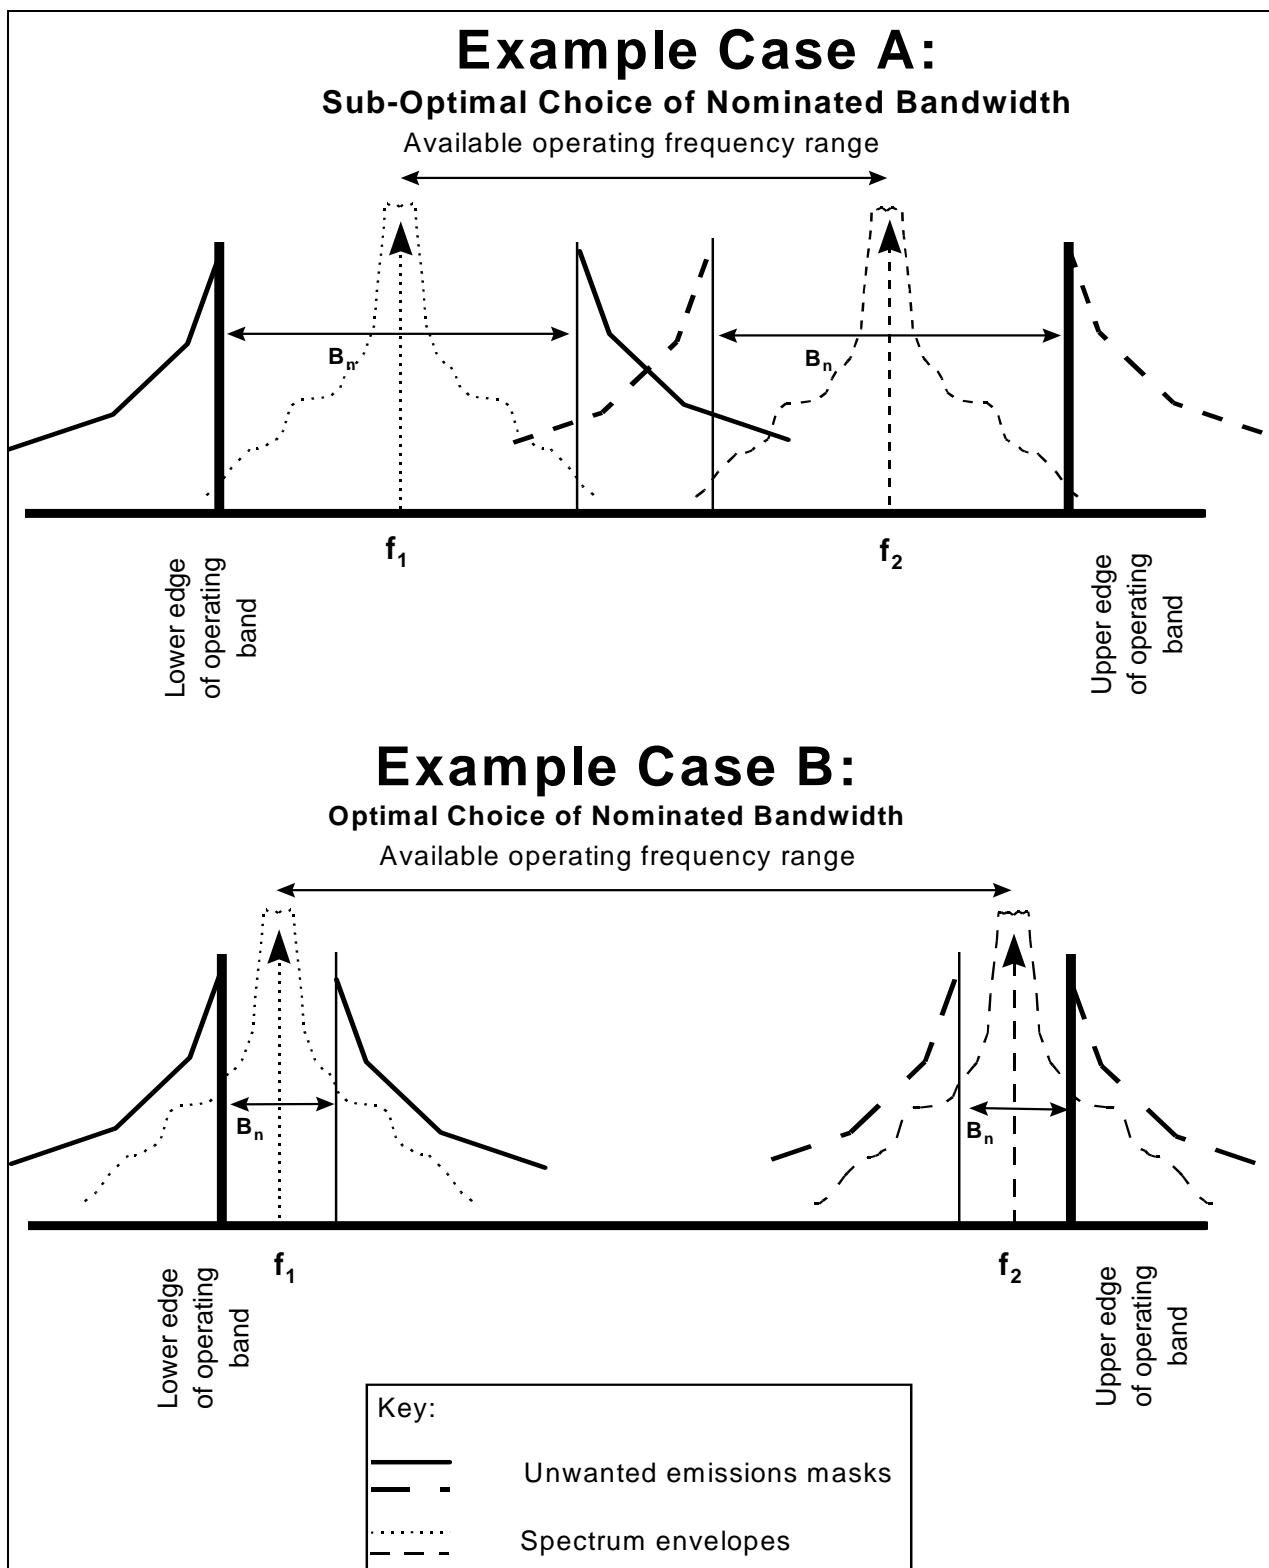 Example Case A:
Sub-Optimal Choice of Nominated Bandwidth
Available operating frequency range
Bn
Bn
f1
f2
Lower edge
of operating
band
Upper edge
of operating
band
Example Case B:
Optimal Choice of Nominated Bandwidth
Available operating frequency range
Bn
Bn
f1
f2
Lower edge
of operating
band
Upper edge
of operating
band
Key:
Unwanted emissions masks
Spectrum envelopes